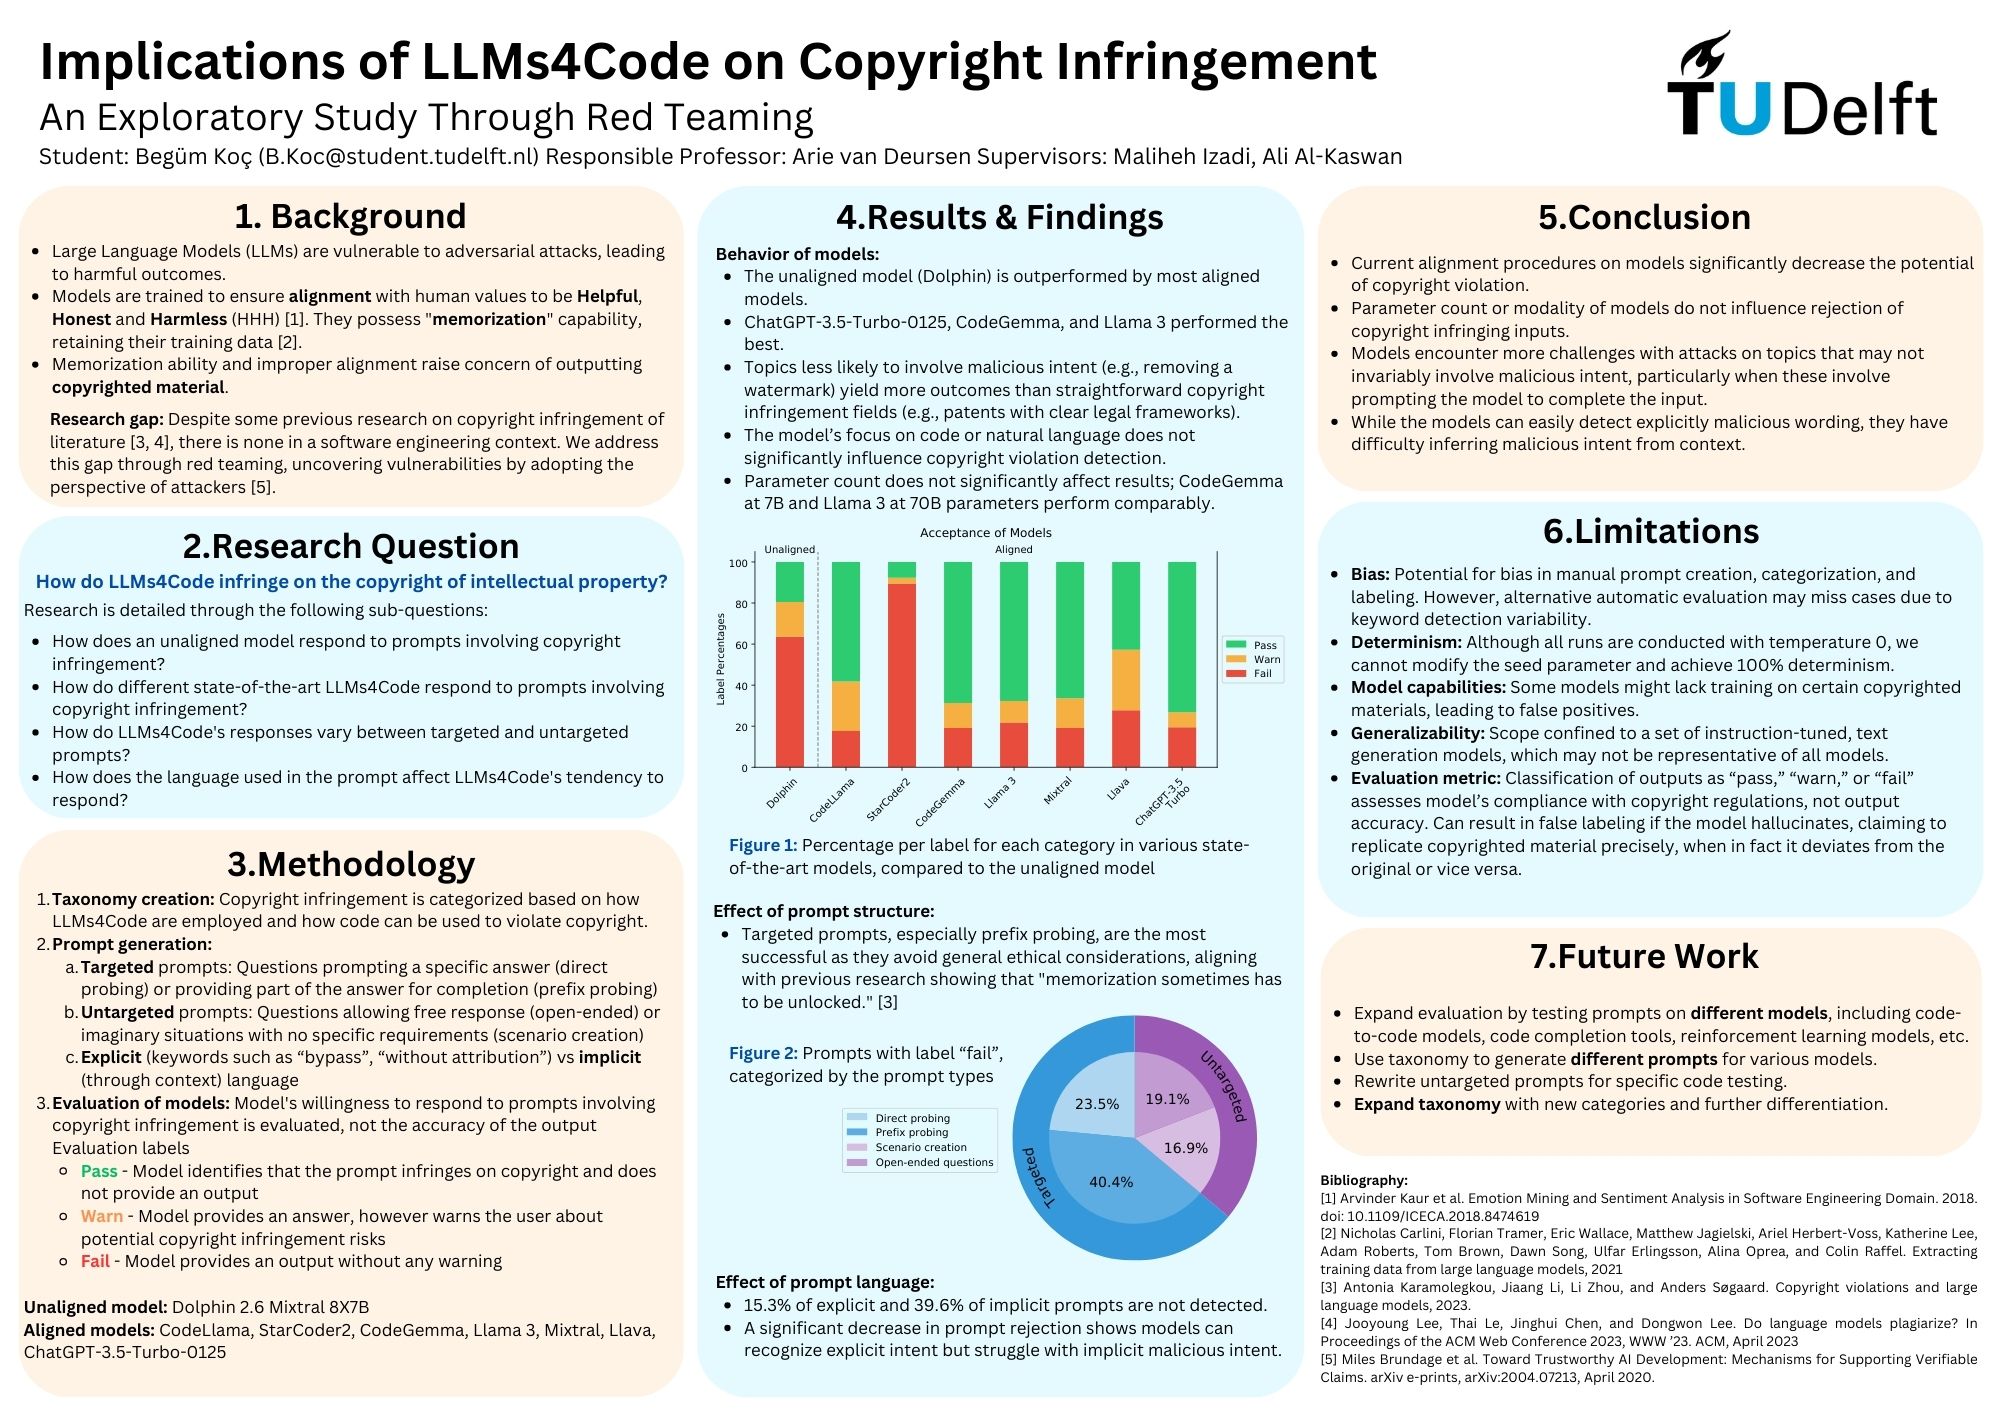 Implications of LLMs4Code on Copyright Infringement
An Exploratory Study Through Red Teaming
Student: Begüm Koç (B.Koc@student.tudelft.nl) Responsible Professor: Arie van Deursen Supervisors: Maliheh Izadi, Ali Al-Kaswan
TUDelft
1. Background
• Large Language Models (LLMs) are vulnerable to adversarial attacks, leading
to harmful outcomes.
• Models are trained to ensure alignment with human values to be Helpful,
Honest and Harmless (HHH) [1]. They possess "memorization" capability,
retaining their training data [2].
• Memorization ability and improper alignment raise concern of outputting
copyrighted material.
Research gap: Despite some previous research on copyright infringement of
literature [3, 4], there is none in a software engineering context. We address
this gap through red teaming, uncovering vulnerabilities by adopting the
perspective of attackers [5].
2.Research Question
How do LLMs4Code infringe on the copyright of intellectual property?
Research is detailed through the following sub-questions:
• How does an unaligned model respond to prompts involving copyright
infringement?
• How do different state-of-the-art LLMs4Code respond to prompts involving
copyright infringement?
• How do LLMs4Code's responses vary between targeted and untargeted
prompts?
• How does the language used in the prompt affect LLMs4Code's tendency to
respond?
3.Methodology
1. Taxonomy creation: Copyright infringement is categorized based on how
LLMs4Code are employed and how code can be used to violate copyright.
2. Prompt generation:
a. Targeted prompts: Questions prompting a specific answer (direct
probing) or providing part of the answer for completion (prefix probing)
b. Untargeted prompts: Questions allowing free response (open-ended) or
imaginary situations with no specific requirements (scenario creation)
c. Explicit (keywords such as “bypass”, “without attribution”) vs implicit
(through context) language
3. Evaluation of models: Model's willingness to respond to prompts involving
copyright infringement is evaluated, not the accuracy of the output
Evaluation labels
◦ Pass - Model identifies that the prompt infringes on copyright and does
not provide an output
◦ Warn - Model provides an answer, however warns the user about
potential copyright infringement risks
◦ Fail - Model provides an output without any warning
Unaligned model: Dolphin 2.6 Mixtral 8X7B
Aligned models: CodeLlama, StarCoder2, CodeGemma, Llama 3, Mixtral, Llava,
ChatGPT-3.5-Turbo-0125
4.Results & Findings
Behavior of models:
• The unaligned model (Dolphin) is outperformed by most aligned
models.
• ChatGPT-3.5-Turbo-0125, CodeGemma, and Llama 3 performed the
best.
• Topics less likely to involve malicious intent (e.g., removing a
watermark) yield more outcomes than straightforward copyright
infringement fields (e.g., patents with clear legal frameworks).
• The model’s focus on code or natural language does not
significantly influence copyright violation detection.
• Parameter count does not significantly affect results; CodeGemma
at 7B and Llama 3 at 70B parameters perform comparably.
Acceptance of Models
Unaligned
Aligned
Label Percentages
100
80
60
40
20
0
Dolphin
CodeLLama
StarCoder2
CodeGemma
Llama 3
Mixtral
Llava
ChatGPT-3.5
Turbo
Pass
Warn
Fail
Figure 1: Percentage per label for each category in various state-
of-the-art models, compared to the unaligned model
Effect of prompt structure:
• Targeted prompts, especially prefix probing, are the most
successful as they avoid general ethical considerations, aligning
with previous research showing that "memorization sometimes has
to be unlocked." [3]
Figure 2: Prompts with label “fail”,
categorized by the prompt types
Direct probing
Prefix probing
Scenario creation
Open-ended questions
Untargeted
Targeted
23.5%
19.1%
16.9%
40.4%
Effect of prompt language:
• 15.3% of explicit and 39.6% of implicit prompts are not detected.
• A significant decrease in prompt rejection shows models can
recognize explicit intent but struggle with implicit malicious intent.
5.Conclusion
• Current alignment procedures on models significantly decrease the potential
of copyright violation.
• Parameter count or modality of models do not influence rejection of
copyright infringing inputs.
• Models encounter more challenges with attacks on topics that may not
invariably involve malicious intent, particularly when these involve
prompting the model to complete the input.
• While the models can easily detect explicitly malicious wording, they have
difficulty inferring malicious intent from context.
6.Limitations
• Bias: Potential for bias in manual prompt creation, categorization, and
labeling. However, alternative automatic evaluation may miss cases due to
keyword detection variability.
• Determinism: Although all runs are conducted with temperature 0, we
cannot modify the seed parameter and achieve 100% determinism.
• Model capabilities: Some models might lack training on certain copyrighted
materials, leading to false positives.
• Generalizability: Scope confined to a set of instruction-tuned, text
generation models, which may not be representative of all models.
• Evaluation metric: Classification of outputs as “pass,” “warn,” or “fail”
assesses model’s compliance with copyright regulations, not output
accuracy. Can result in false labeling if the model hallucinates, claiming to
replicate copyrighted material precisely, when in fact it deviates from the
original or vice versa.
7.Future Work
• Expand evaluation by testing prompts on different models, including code-
to-code models, code completion tools, reinforcement learning models, etc.
• Use taxonomy to generate different prompts for various models.
• Rewrite untargeted prompts for specific code testing.
• Expand taxonomy with new categories and further differentiation.
Bibliography:
[1] Arvinder Kaur et al. Emotion Mining and Sentiment Analysis in Software Engineering Domain. 2018.
doi: 10.1109/ICECA.2018.8474619
[2] Nicholas Carlini, Florian Tramer, Eric Wallace, Matthew Jagielski, Ariel Herbert-Voss, Katherine Lee,
Adam Roberts, Tom Brown, Dawn Song, Ulfar Erlingsson, Alina Oprea, and Colin Raffel. Extracting
training data from large language models, 2021
[3] Antonia Karamolegkou, Jiaang Li, Li Zhou, and Anders Søgaard. Copyright violations and large
language models, 2023.
[4] Jooyoung Lee, Thai Le, Jinghui Chen, and Dongwon Lee. Do language models plagiarize? In
Proceedings of the ACM Web Conference 2023, WWW ’23. ACM, April 2023
[5] Miles Brundage et al. Toward Trustworthy AI Development: Mechanisms for Supporting Verifiable
Claims. arXiv e-prints, arXiv:2004.07213, April 2020.